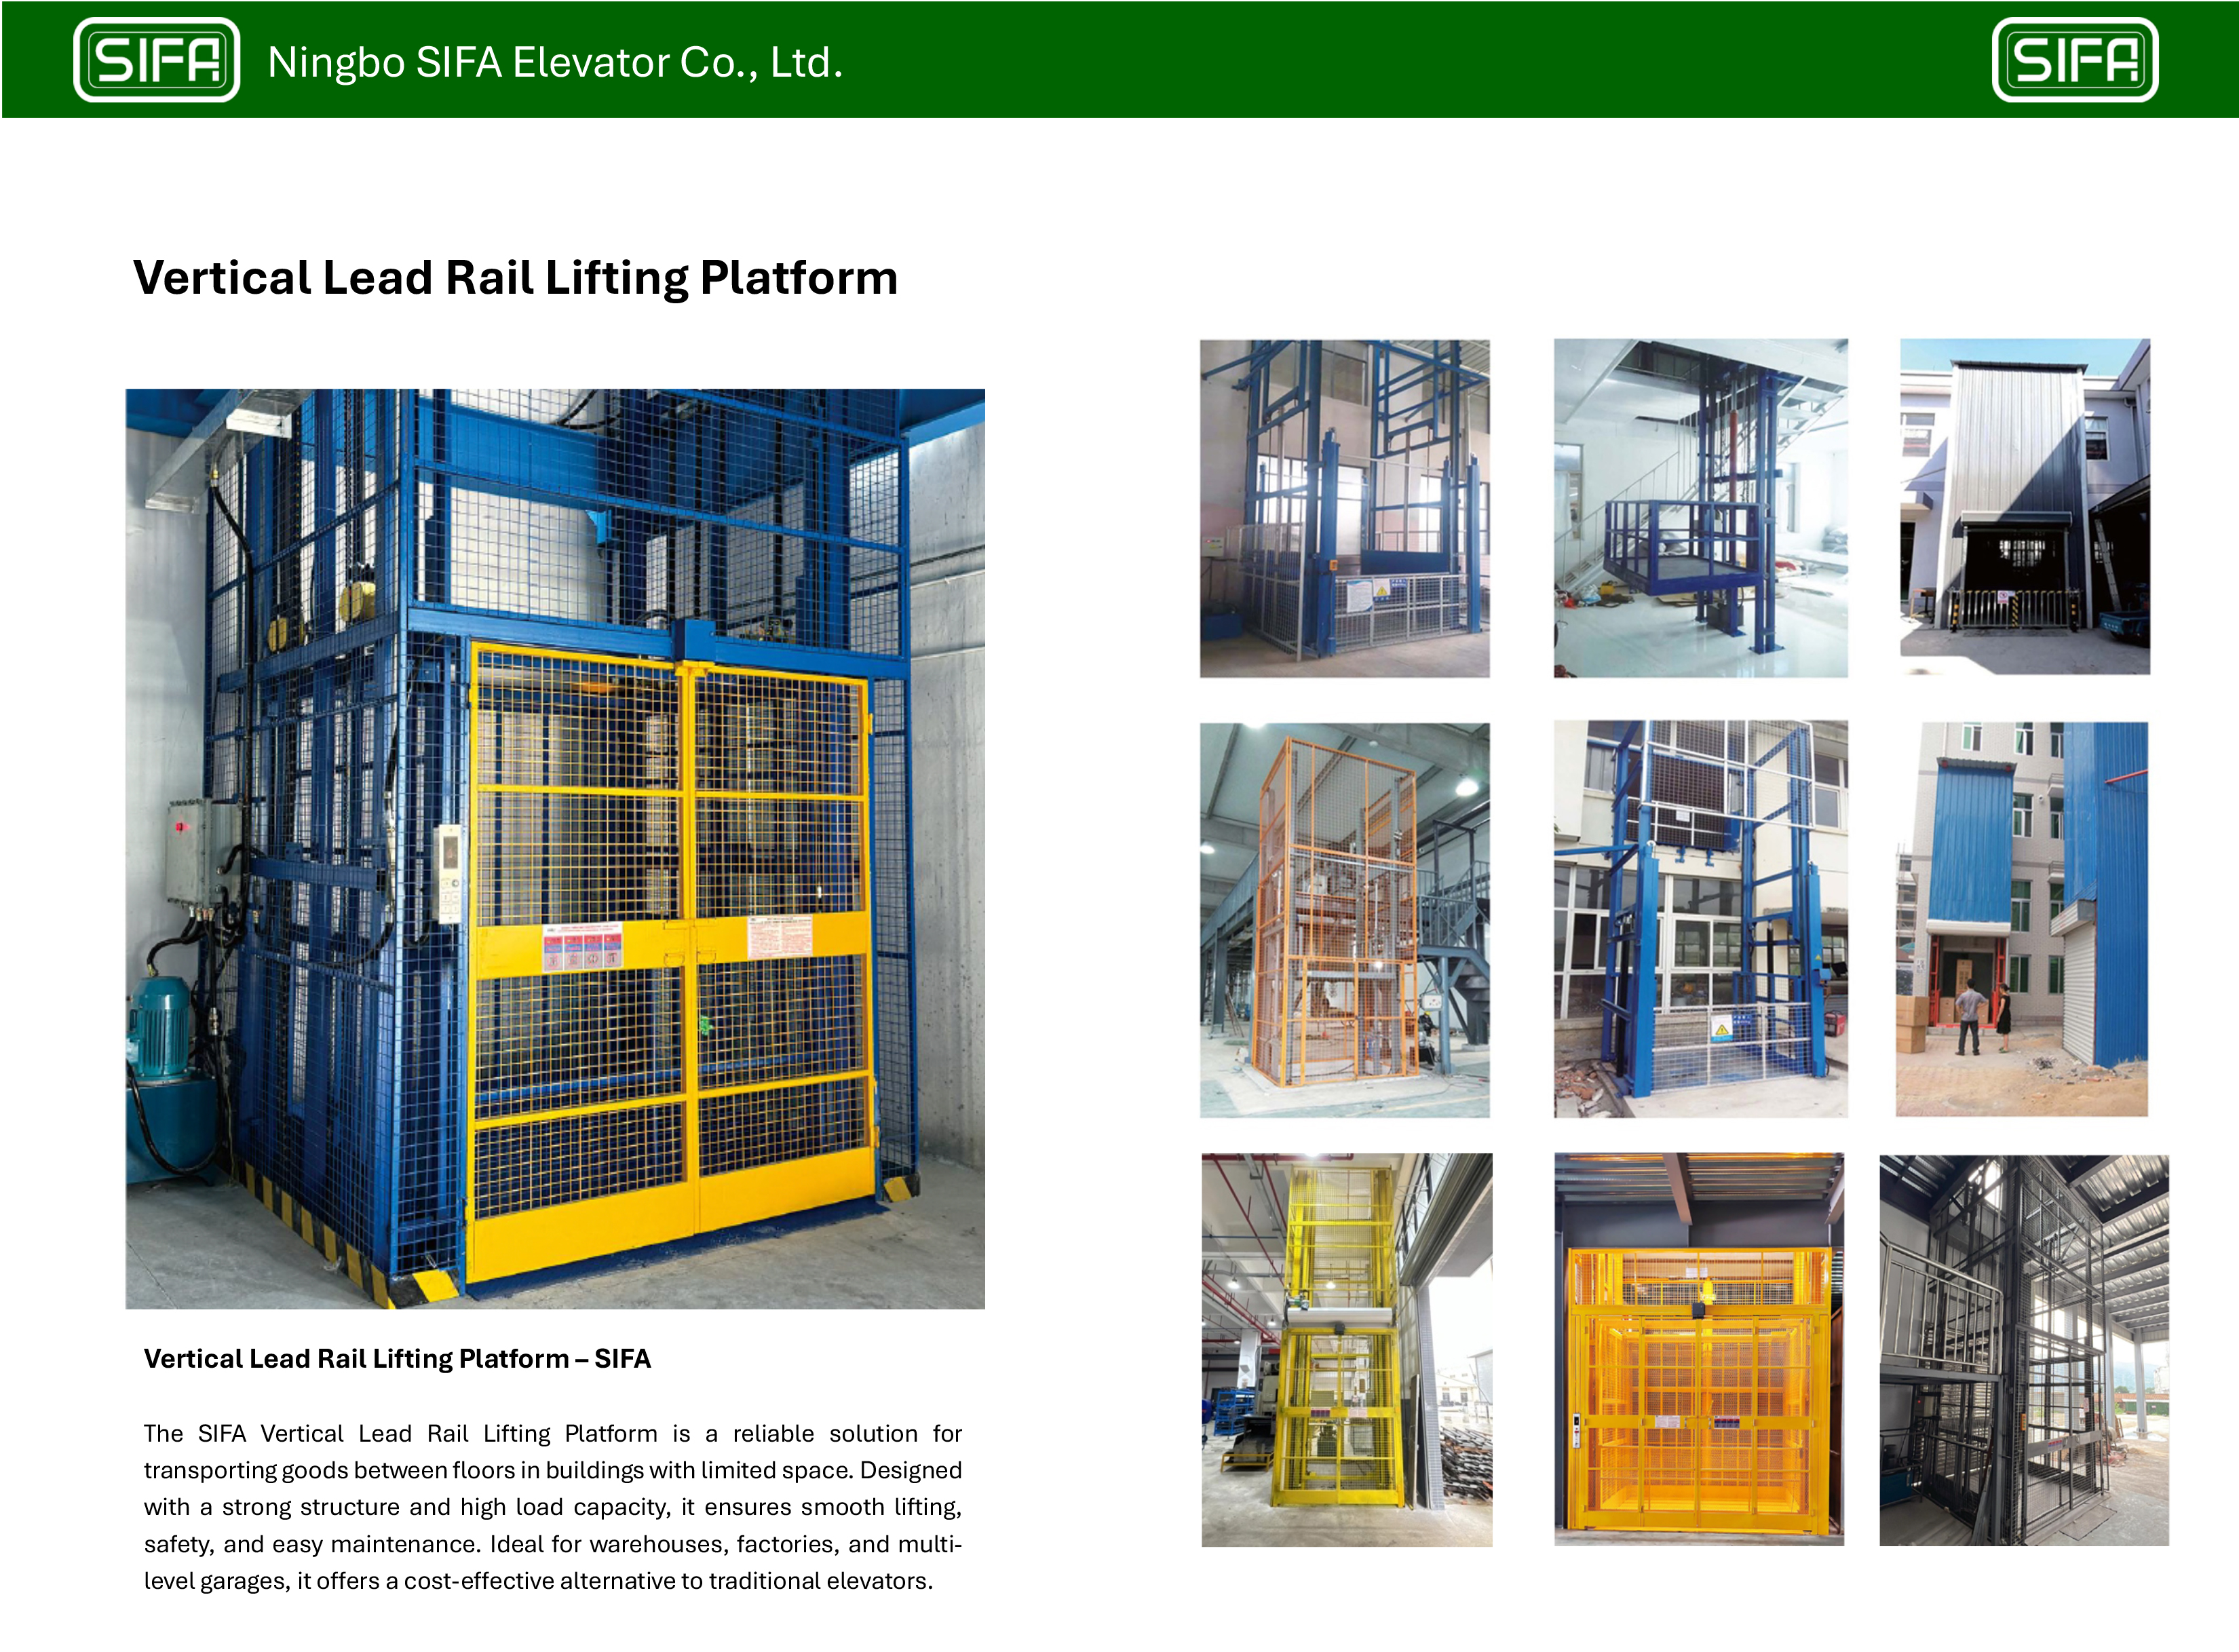 SIFA
Ningbo SIFA Elevator Co., Ltd.
SIFA
Vertical Lead Rail Lifting Platform
Vertical Lead Rail Lifting Platform – SIFA
The SIFA Vertical Lead Rail Lifting Platform is a reliable solution for
transporting goods between floors in buildings with limited space. Designed
with a strong structure and high load capacity, it ensures smooth lifting,
safety, and easy maintenance. Ideal for warehouses, factories, and multi-
level garages, it offers a cost-effective alternative to traditional elevators.